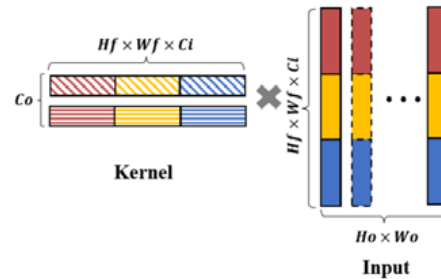 Hf × Wf × Ci
Co
Kernel
Hf × Wf × Ci
Ho × Wo
Input